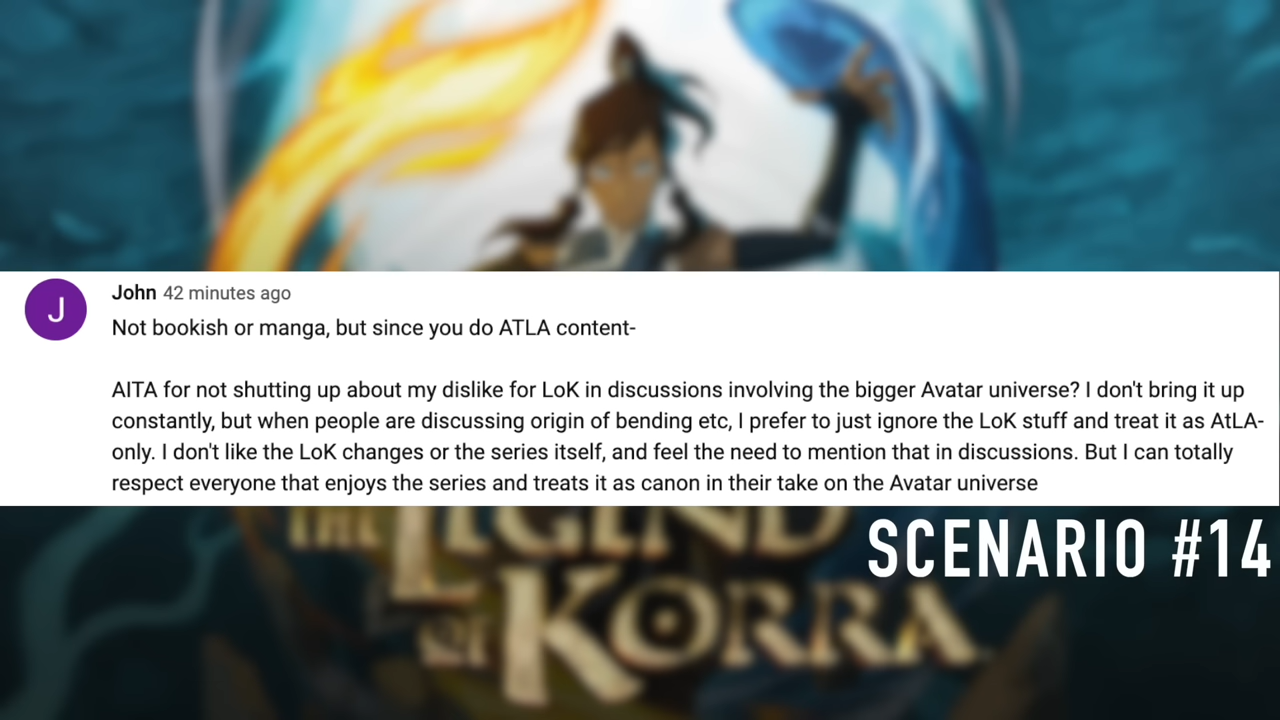 J
John 42 minutes ago
Not bookish or manga, but since you do ATLA content-
AITA for not shutting up about my dislike for LoK in discussions involving the bigger Avatar universe? I don't bring it up
constantly, but when people are discussing origin of bending etc, I prefer to just ignore the LoK stuff and treat it as AtLA-
only. I don't like the LoK changes or the series itself, and feel the need to mention that in discussions. But I can totally
respect everyone that enjoys the series and treats it as canon in their take on the Avatar universe
SCENARIO #14
THE LEGEND
OF KORRA